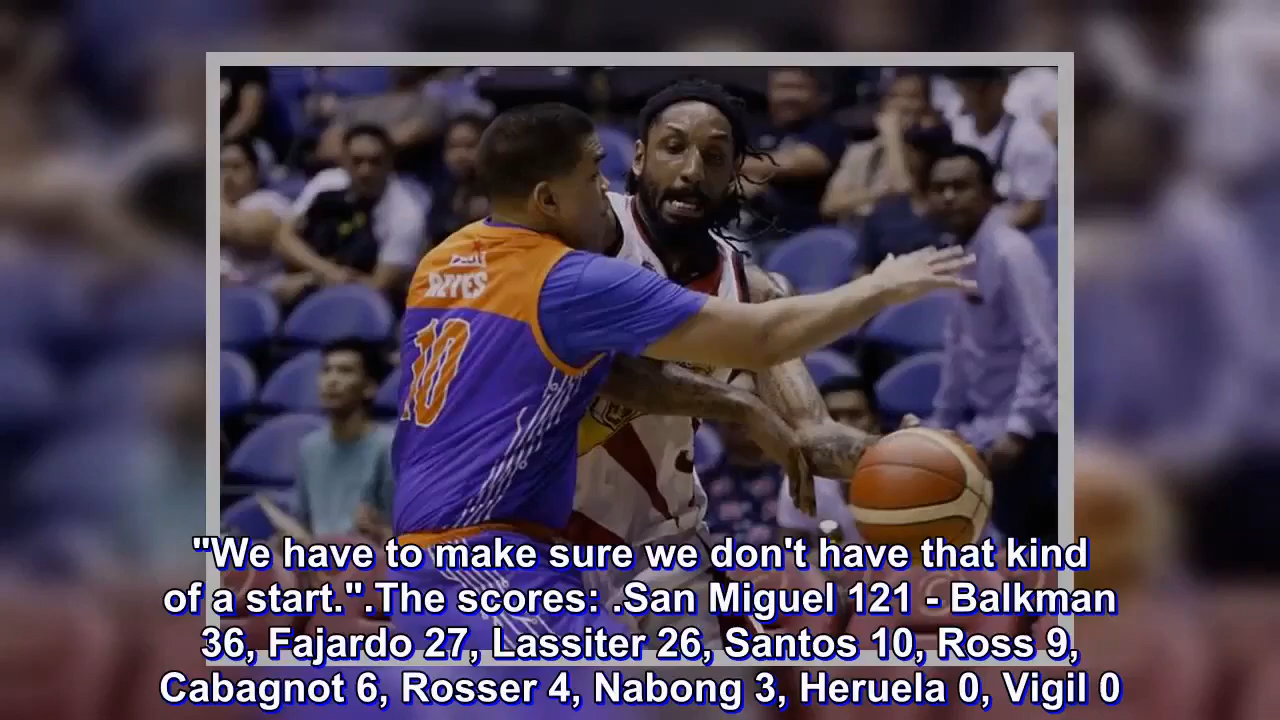 REYES
10
"We have to make sure we don't have that kind
of a start.".The scores: .San Miguel 121 - Balkman
36, Fajardo 27, Lassiter 26, Santos 10, Ross 9,
Cabagnot 6, Rosser 4, Nabong 3, Heruela 0, Vigil 0